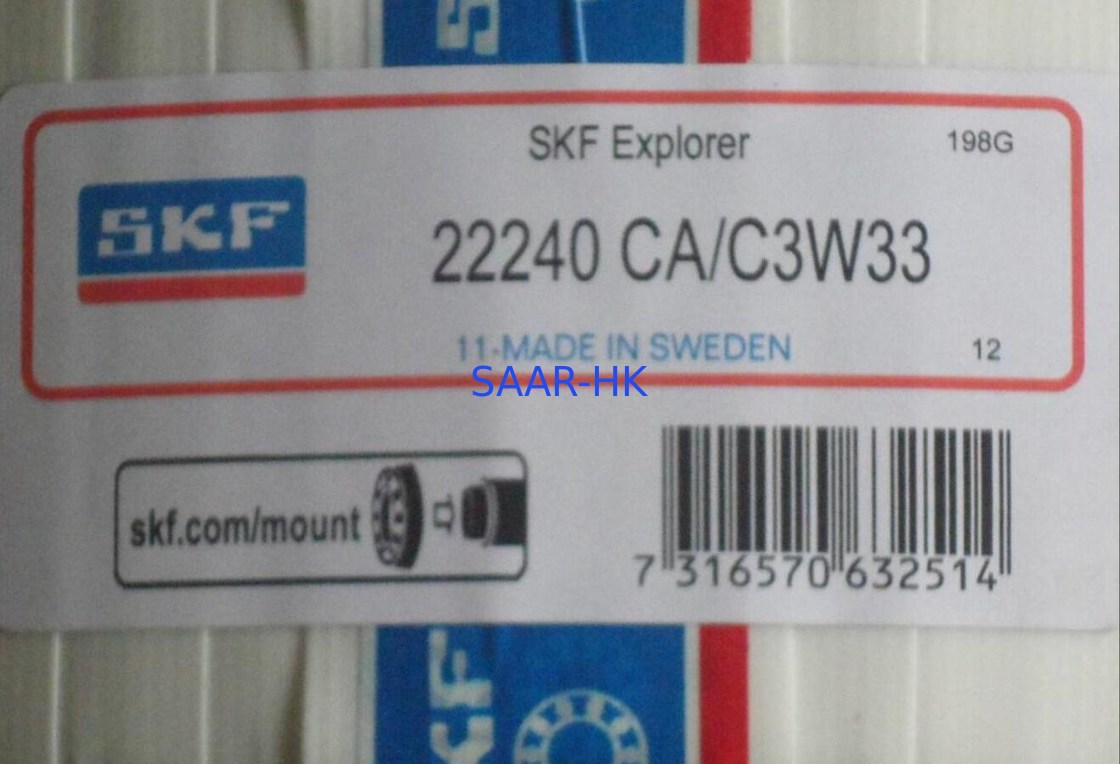 SKF Explorer
198G
SKF
22240 CA/C3W33
11-MADE IN SWEDEN
12
SAAR-HK
skf.com/mount
7 316570 632514
KF